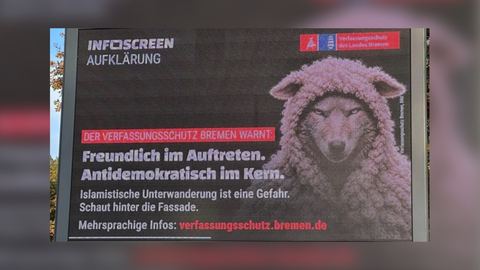 INFOSCREEN
AUFKLÄRUNG
Verfassungsschutz
des Landes Bremen
DER VERFASSUNGSSCHUTZ BREMEN WARNT:
Freundlich im Auftreten.
Antidemokratisch im Kern.
Islamistische Unterwanderung ist eine Gefahr.
Schaut hinter die Fassade.
Mehrsprachige Infos: verfassungsschutz.bremen.de